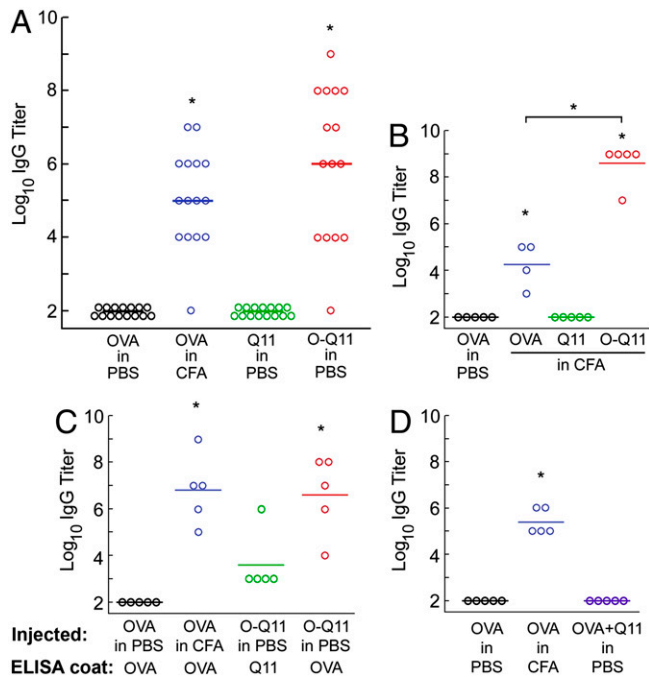 A
Log10 IgG Titer
10
8
6
4
2
*
*
OVA in PBS
OVA in CFA
Q11 in PBS
O-Q11 in PBS
B
Log10 IgG Titer
10
8
6
4
2
*
*
*
OVA in PBS
OVA
Q11
O-Q11
in CFA
C
Log10 IgG Titer
10
8
6
4
2
*
*
Injected: OVA in PBS OVA in CFA O-Q11 in PBS O-Q11 in PBS
ELISA coat: OVA OVA Q11 OVA
D
Log10 IgG Titer
10
8
6
4
2
*
OVA in PBS
OVA in CFA
OVA+Q11 in PBS